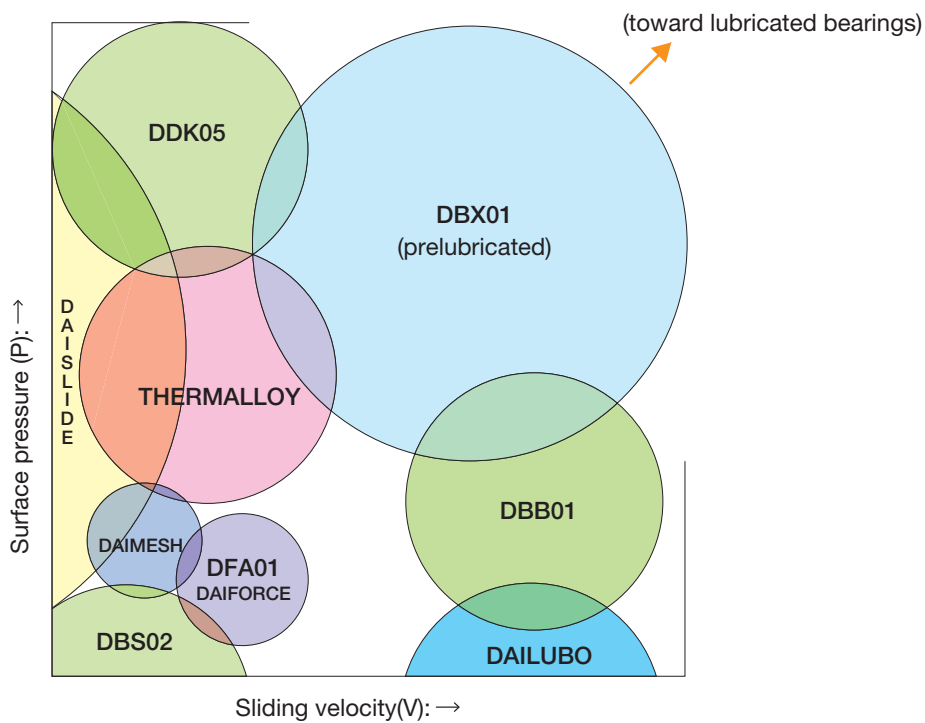 (toward lubricated bearings)
DDK05
DBX01
(prelubricated)
DAISLIDE
Surface pressure (P): →
THERMALLOY
DBB01
DAIMESH
DFA01
DAIFORCE
DBS02
DAILUBO
Sliding velocity(V): →